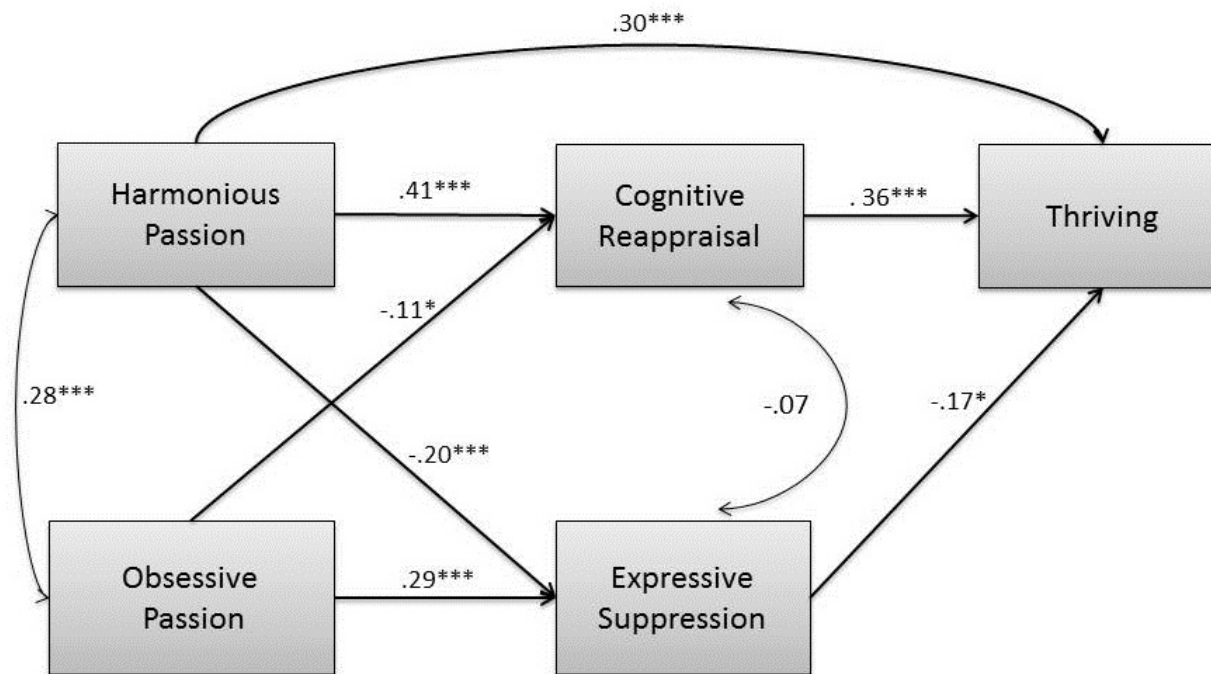 .30***
Harmonious
Passion
.41***
Cognitive
Reappraisal
.36***
Thriving
-.11*
.28***
-.07
-.17*
-.20***
Obsessive
Passion
.29***
Expressive
Suppression